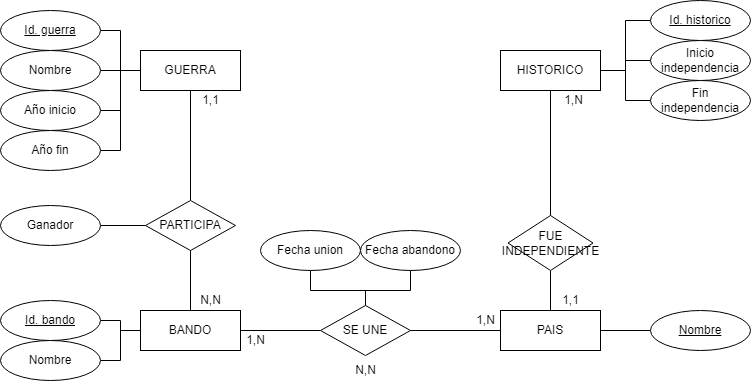 Id. guerra
Nombre
Año inicio
Año fin
GUERRA
1,1
HISTORICO
1,N
Id. historico
Inicio
independencia
Fin
independencia
Ganador
PARTICIPA
N,N
Fecha union
Fecha abandono
FUE
INDEPENDIENTE
1,1
Id. bando
Nombre
BANDO
1,N
SE UNE
N,N
1,N
PAIS
Nombre